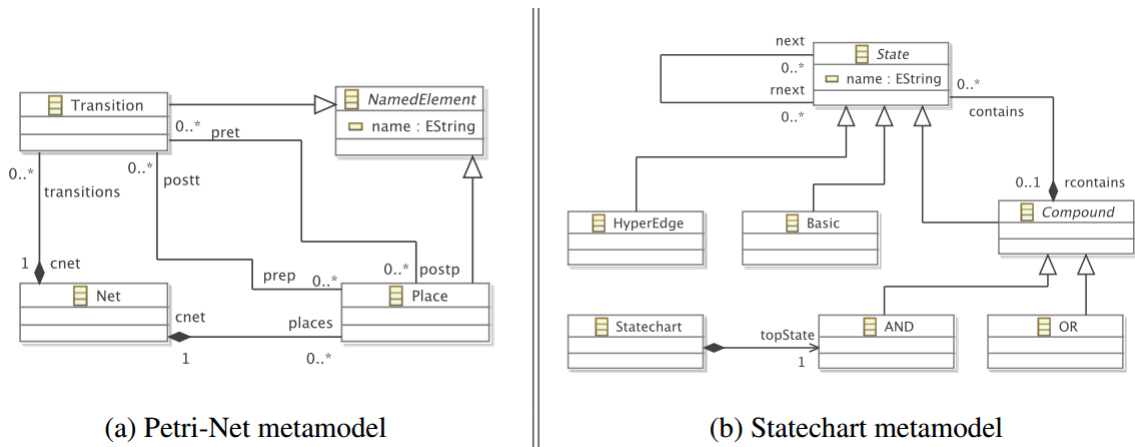 Transition
NamedElement
name : EString
0..*
pret
0..*
postt
0..*
transitions
1
cnet
prep
0..*
0..*
postp
Net
Place
cnet
places
1
0..*
(a) Petri-Net metamodel
next
0..*
rnext
0..*
State
name : EString
0..*
contains
0..1
rcontains
HyperEdge
Basic
Compound
Statechart
topState
1
AND
OR
(b) Statechart metamodel